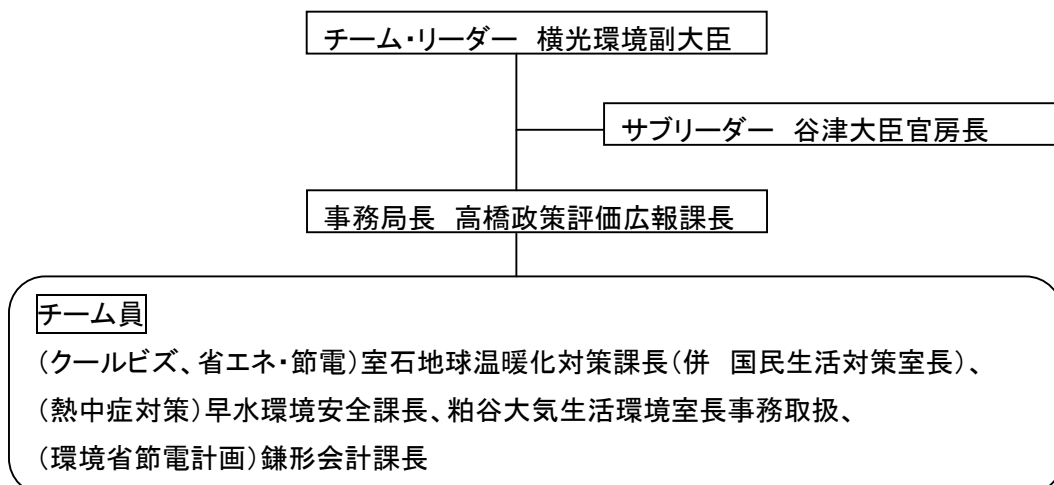 チーム・リーダー　横光環境副大臣
サブリーダー　谷津大臣官房長
事務局長　高橋政策評価広報課長
チーム員
（クールビズ、省エネ・節電）室石地球温暖化対策課長（併　国民生活対策室長）、
（熱中症対策）早水環境安全課長、粕谷大気生活環境室長事務取扱、
（環境省節電計画）鎌形会計課長